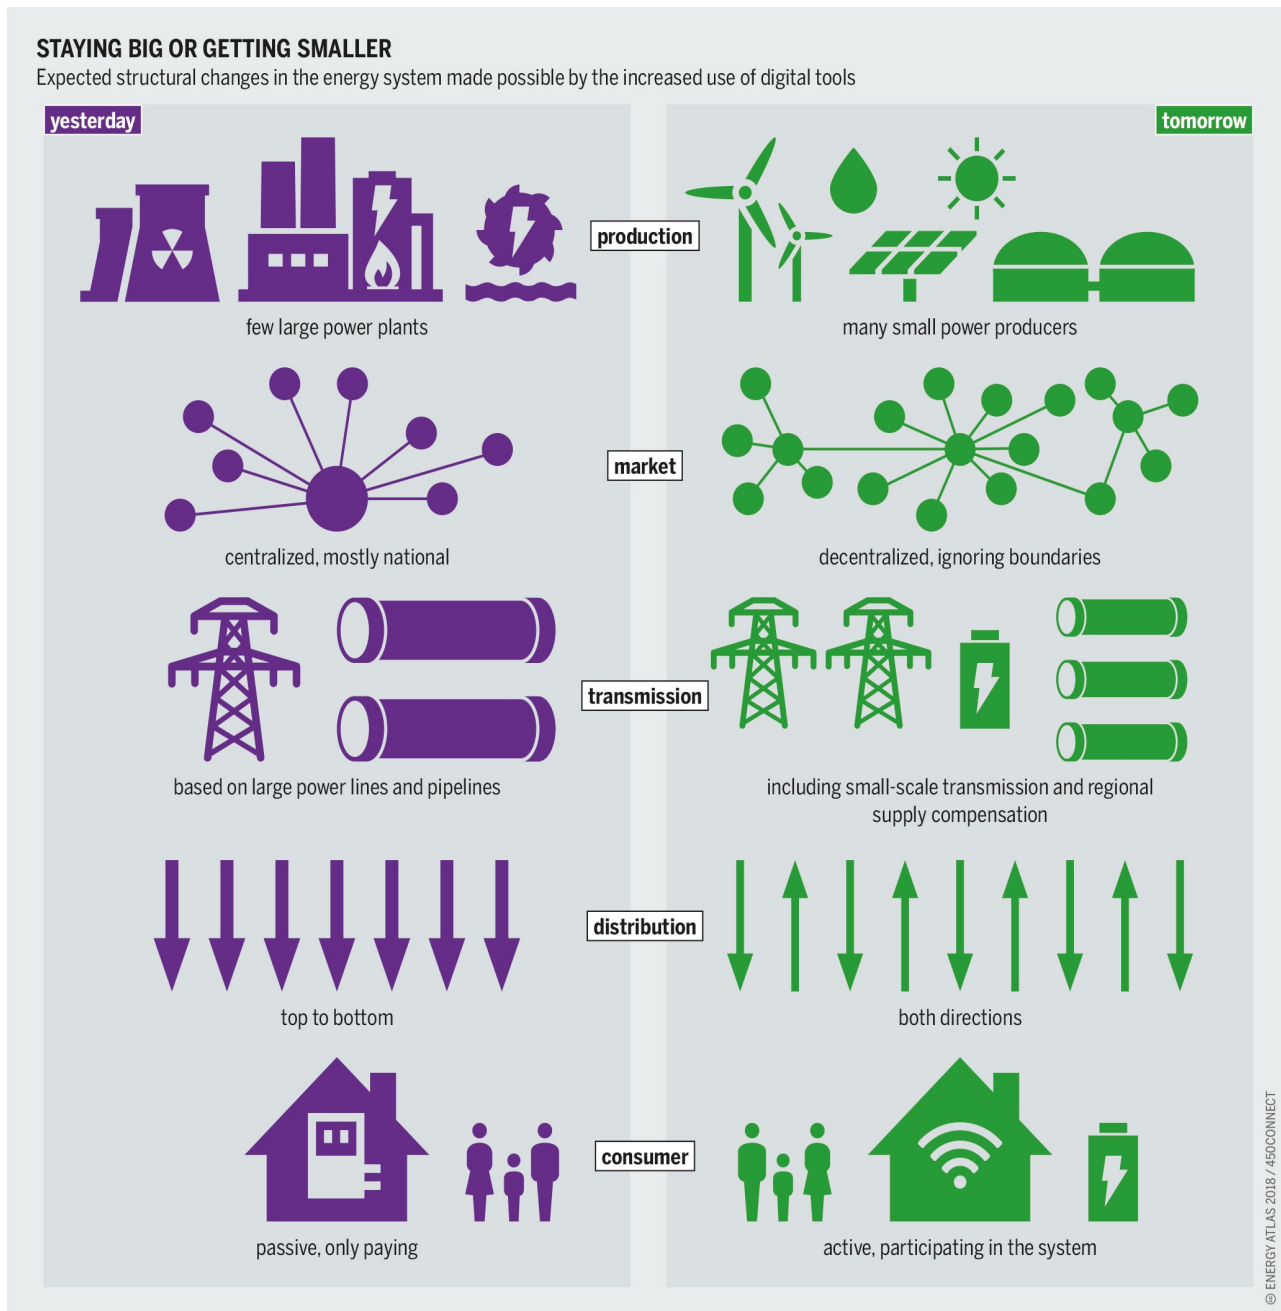 STAYING BIG OR GETTING SMALLER
Expected structural changes in the energy system made possible by the increased use of digital tools
yesterday
tomorrow
production
few large power plants
many small power producers
market
centralized, mostly national
decentralized, ignoring boundaries
transmission
based on large power lines and pipelines
including small-scale transmission and regional
supply compensation
distribution
top to bottom
both directions
consumer
passive, only paying
active, participating in the system
ENERGY ATLAS 2018 / 450CONNECT